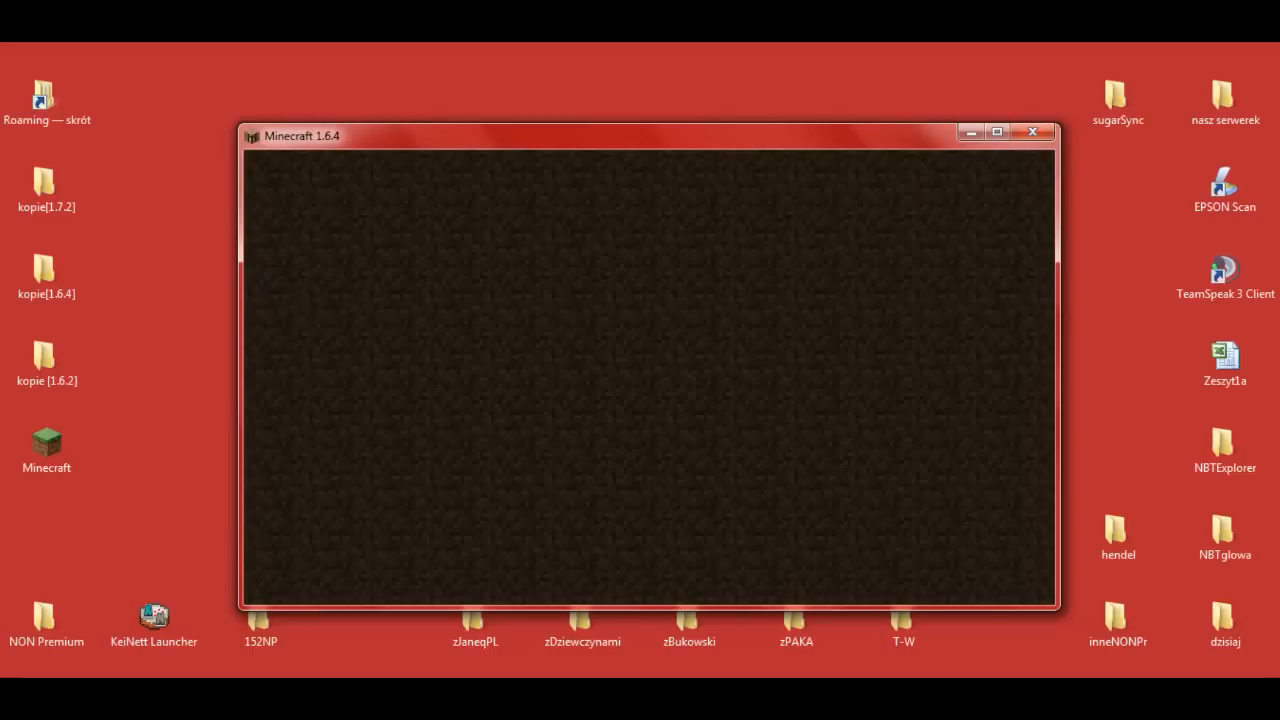 Roaming — skrót
sugarSync
nasz serwerek
Minecraft 1.6.4
kopie[1.7.2]
EPSON Scan
kopie[1.6.4]
TeamSpeak 3 Client
kopie [1.6.2]
Zeszyt1a
Minecraft
NBTExplorer
hendel
NBTglowa
NON Premium
KeiNett Launcher
152NP
zJaneqPL
zDziewczynami
zBukowski
zPAKA
T-W
inneNONPr
dzisiaj